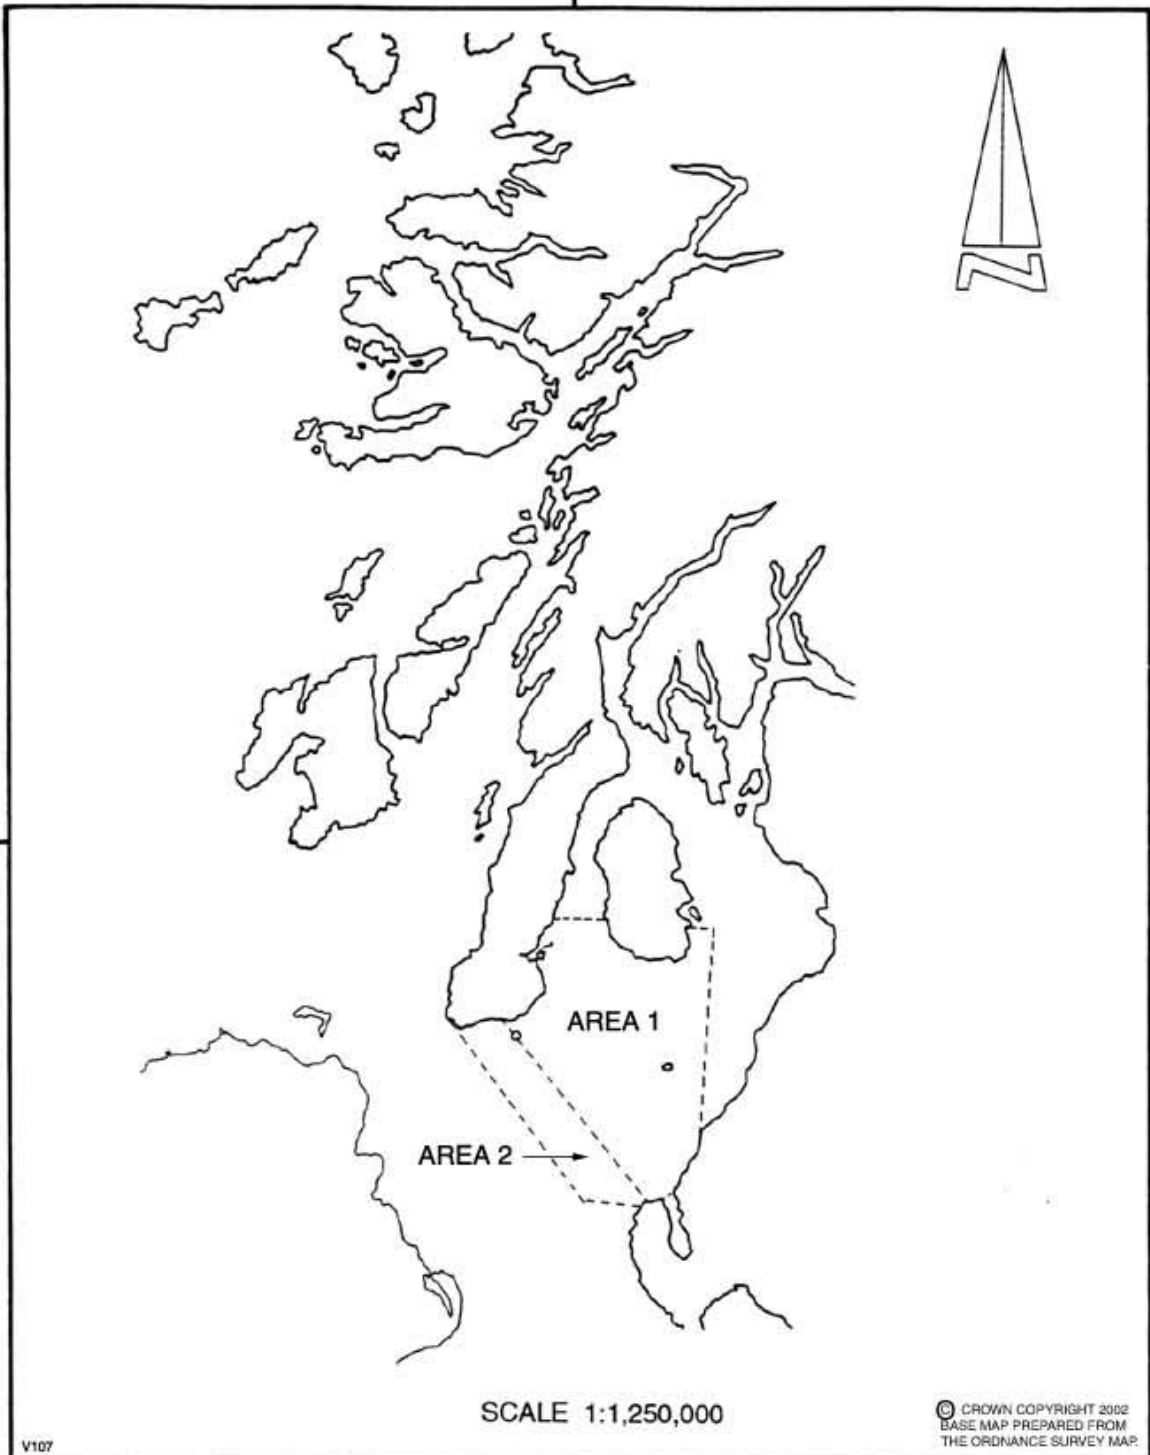 N
AREA 1
AREA 2
SCALE 1:1,250,000
© CROWN COPYRIGHT 2002
BASE MAP PREPARED FROM
THE ORDNANCE SURVEY MAP.
V107